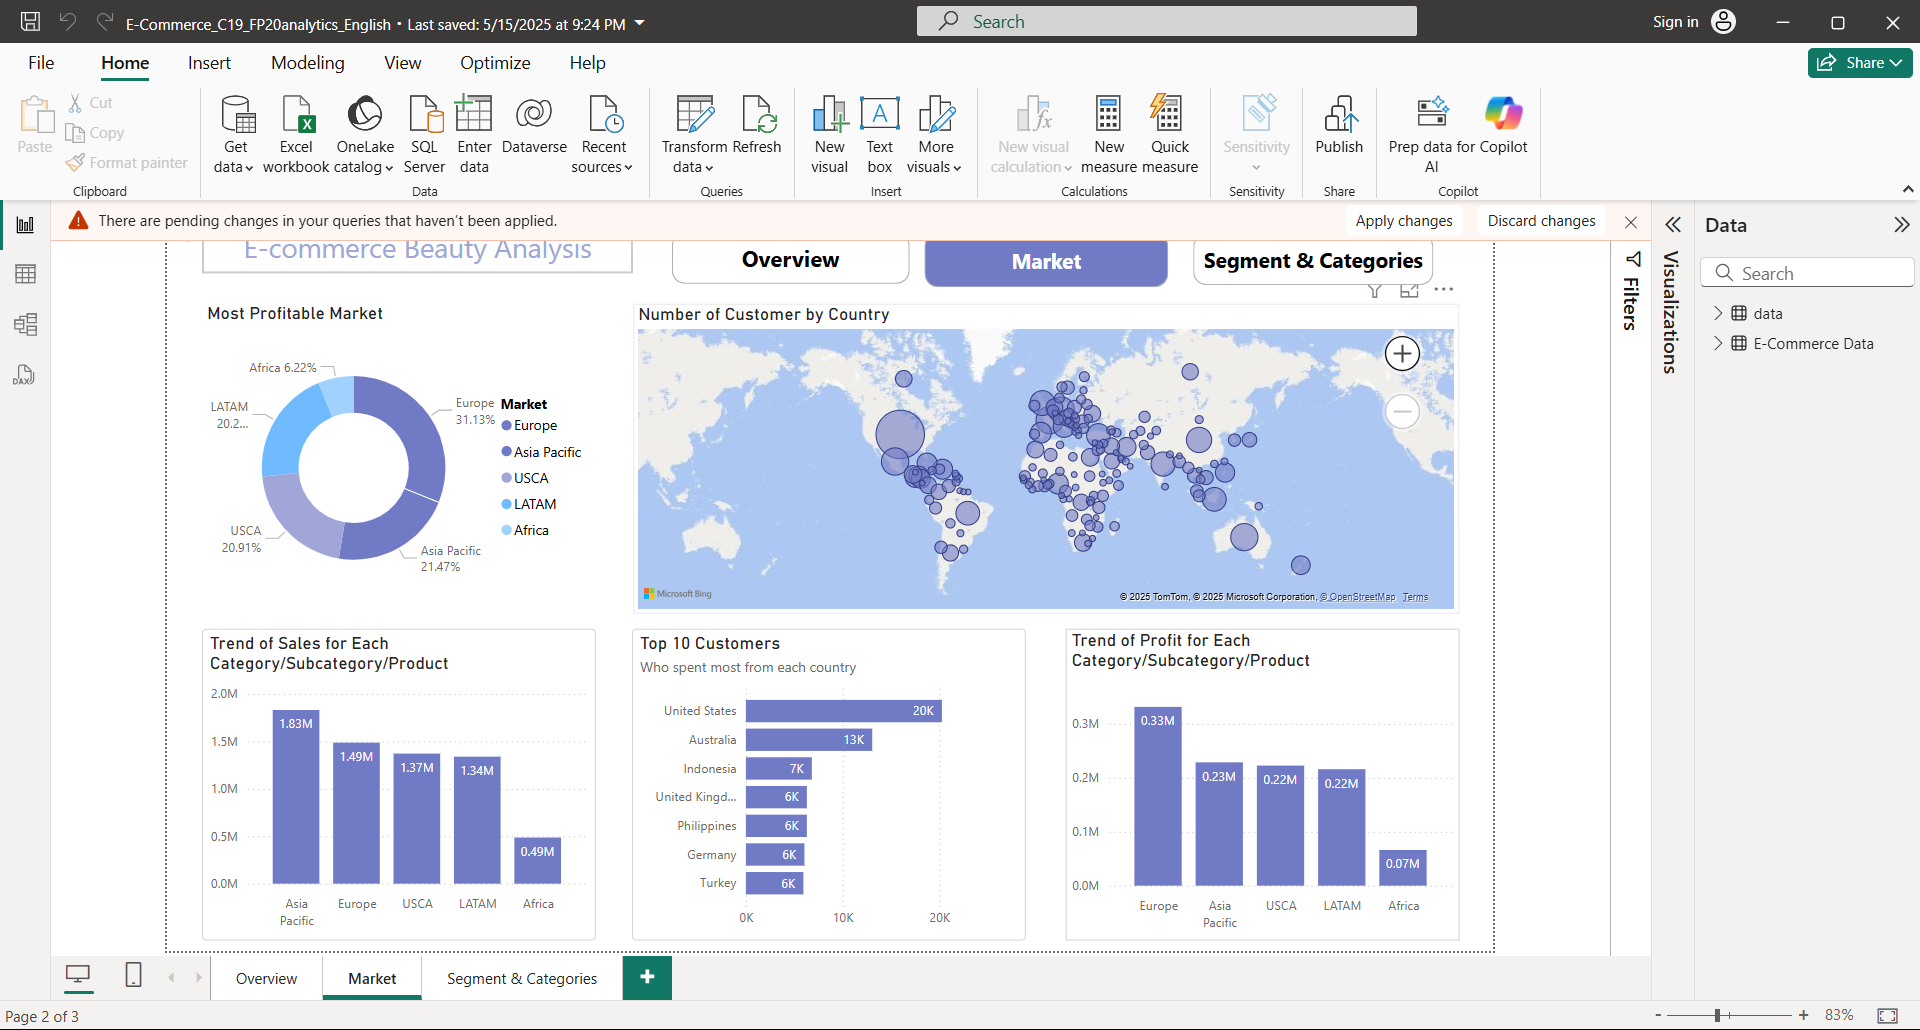 E-Commerce_C19_FP20analytics_English • Last saved: 5/15/2025 at 9:24 PM
Search
Sign in
File
Home
Insert
Modeling
View
Optimize
Help
Share
Paste
Cut
Copy
Format painter
Clipboard
Get data
Excel workbook
OneLake catalog
SQL Server
Enter data
Dataverse
Recent sources
Data
Transform data
Refresh
Queries
New visual
Text box
More visuals
Insert
New visual calculation
New measure
Quick measure
Calculations
Sensitivity
Sensitivity
Publish
Share
Prep data for AI
Copilot
Copilot
There are pending changes in your queries that haven't been applied.
Apply changes
Discard changes
E-commerce Beauty Analysis
Overview
Market
Segment & Categories
Most Profitable Market
Africa 6.22%
LATAM
20.2...
Europe
31.13%
USCA
20.91%
Asia Pacific
21.47%
Market
Europe
Asia Pacific
USCA
LATAM
Africa
Number of Customer by Country
Microsoft Bing
© 2025 TomTom, © 2025 Microsoft Corporation, © OpenStreetMap Terms
Trend of Sales for Each
Category/Subcategory/Product
2.0M
1.5M
1.0M
0.5M
0.0M
1.83M
1.49M
1.37M
1.34M
0.49M
Asia
Pacific
Europe
USCA
LATAM
Africa
Top 10 Customers
Who spent most from each country
United States
20K
Australia
13K
Indonesia
7K
United Kingd...
6K
Philippines
6K
Germany
6K
Turkey
6K
0K
10K
20K
Trend of Profit for Each
Category/Subcategory/Product
0.3M
0.2M
0.1M
0.0M
0.33M
0.23M
0.22M
0.22M
0.07M
Europe
Asia
Pacific
USCA
LATAM
Africa
Filters
Visualizations
Data
Search
data
E-Commerce Data
DAX
Overview
Market
Segment & Categories
Page 2 of 3
83%